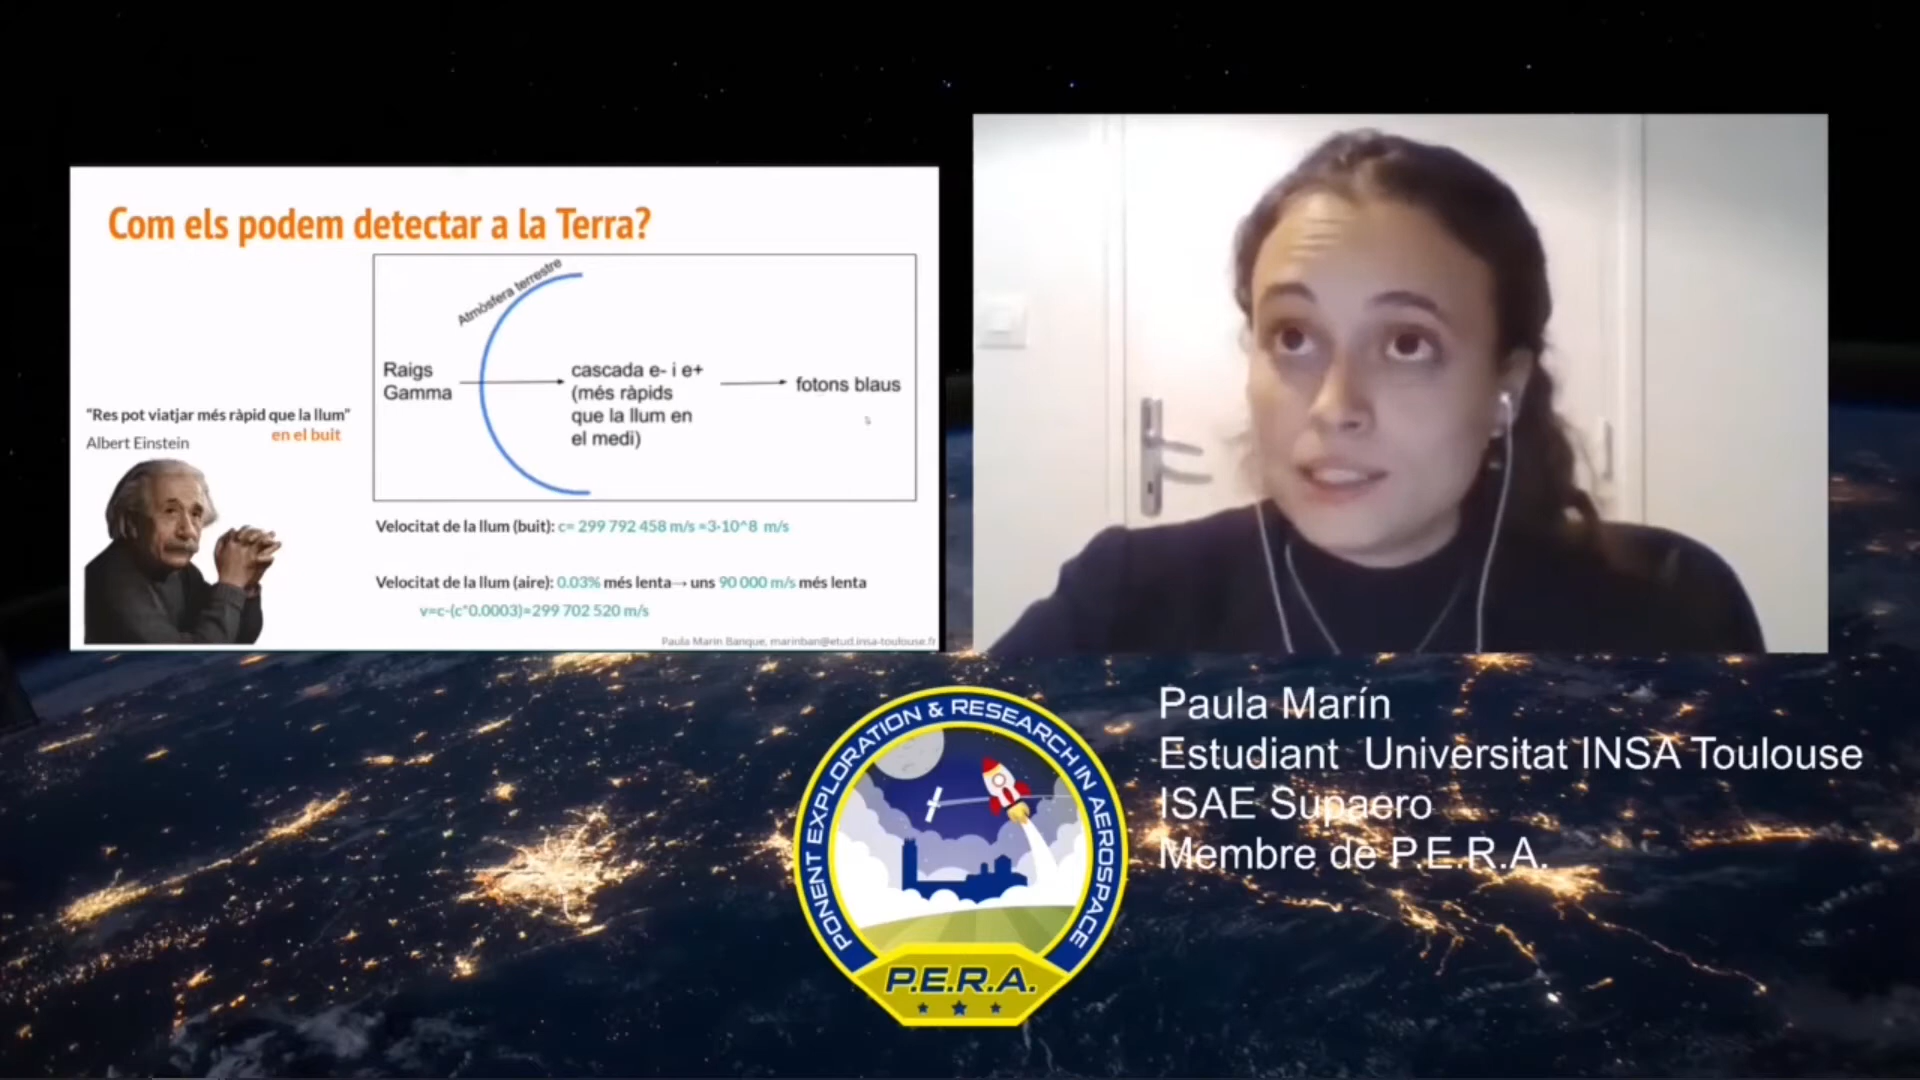 Com els podem detectar a la Terra?
Atmòsfera terrestre
Raigs
Gamma
cascada e- i e+
(més ràpids
que la llum en
el medi)
fotons blaus
"Res pot viatjar més ràpid que la llum"
en el buit
Albert Einstein
Velocitat de la llum (buit): c= 299 792 458 m/s ≈3·10^8 m/s
Velocitat de la llum (aire): 0.03% més lenta→ uns 90 000 m/s més lenta
v=c-(c*0.0003)≈299 702 520 m/s
Paula Marin Banque, marinban@etud.insa-toulouse.fr
Paula Marín
Estudiant Universitat INSA Toulouse
ISAE Supaero
Membre de P.E.R.A.
PONENT EXPLORATION & RESEARCH IN AEROSPACE
P.E.R.A.